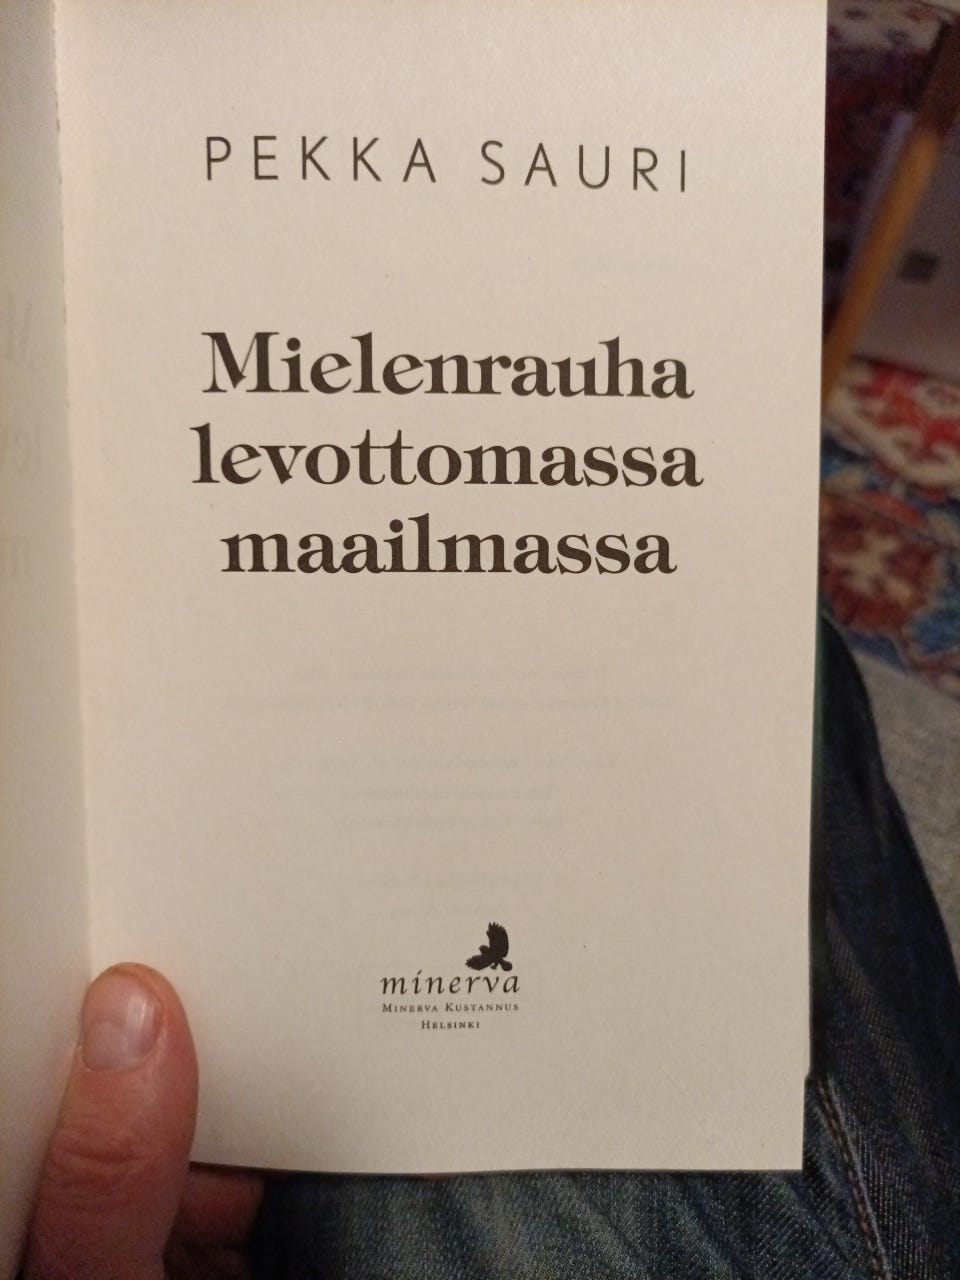 PEKKA SAURI
Mielenrauha
levottomassa
maailmassa
minerva
MINERVA KUSTANNUS
HELSINKI